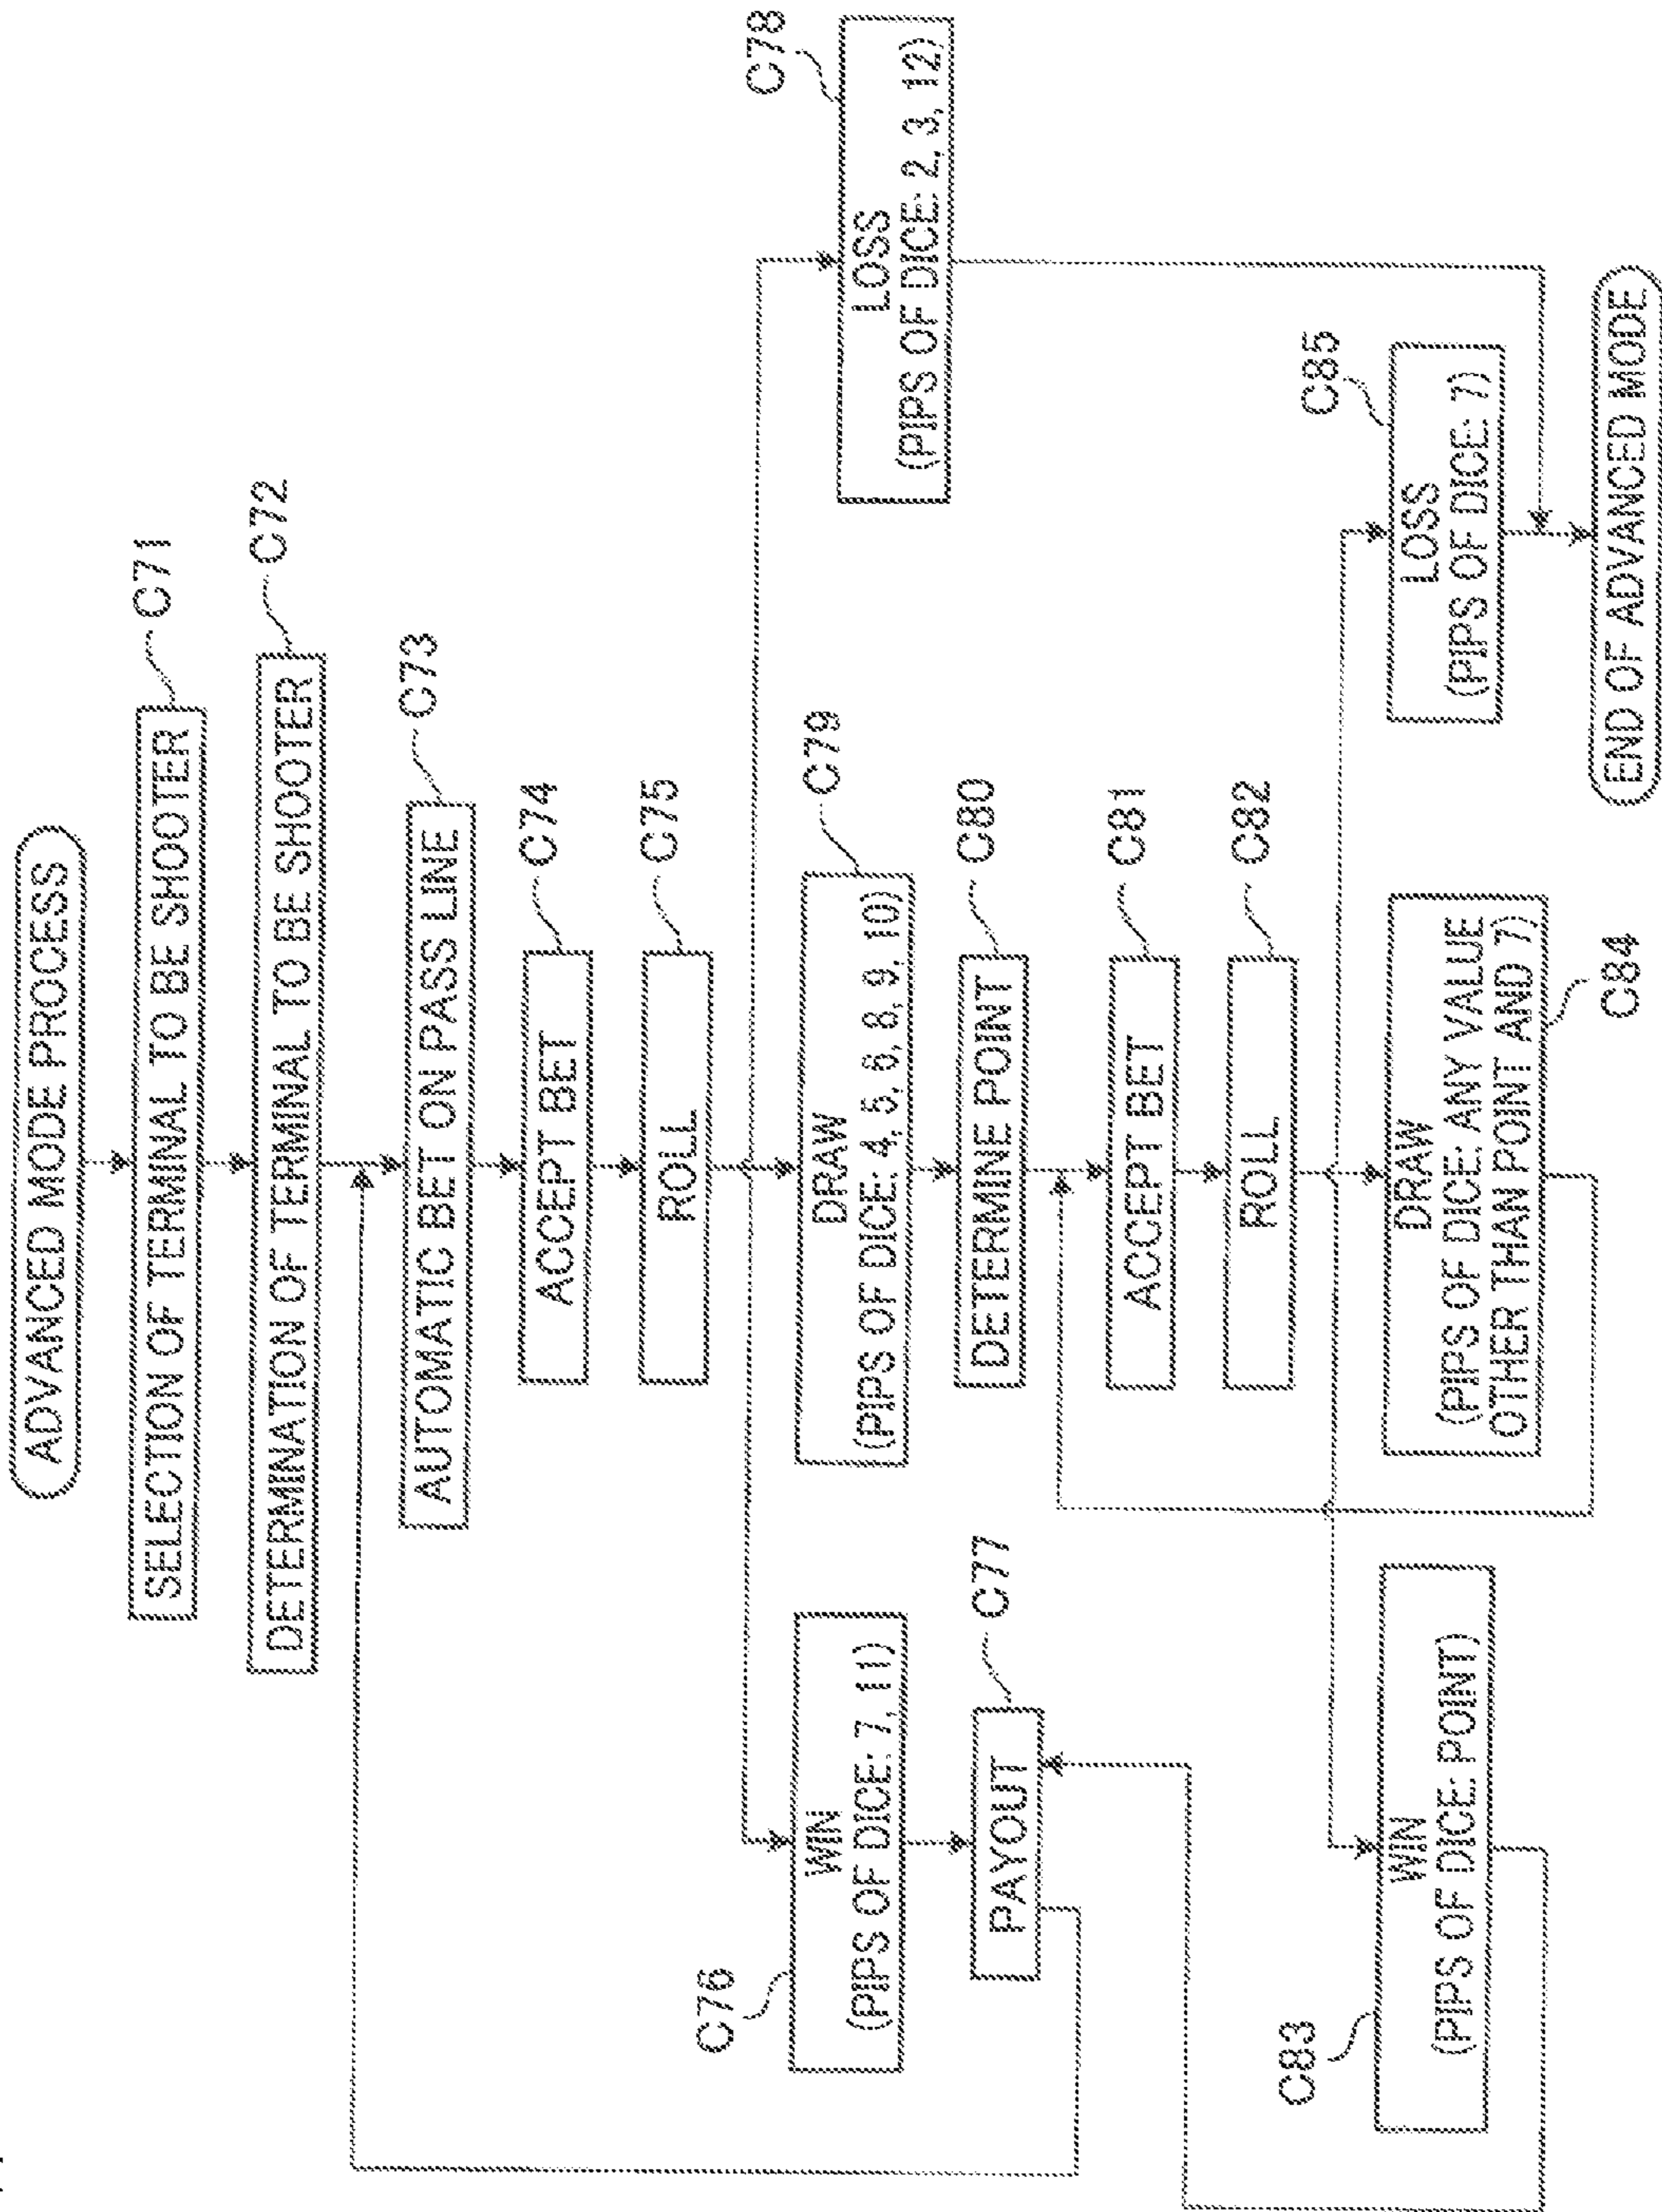 ADVANCED MODE PROCESS
SELECTION OF TERMINAL TO BE SHOOTER
C71
DETERMINATION OF TERMINAL TO BE SHOOTER
C72
AUTOMATIC BET ON PASS LINE
C73
ACCEPT BET
C74
ROLL
C75
C76
WIN
(PIPS OF DICE: 7, 11)
DRAW
(PIPS OF DICE: 4, 5, 6, 8, 9, 10)
C79
LOSS
(PIPS OF DICE: 2, 3, 12)
C78
PAYOUT
C77
DETERMINE POINT
C80
ACCEPT BET
C81
ROLL
C82
C83
WIN
(PIPS OF DICE: POINT)
DRAW
(PIPS OF DICE: ANY VALUE
OTHER THAN POINT AND 7)
C84
LOSS
(PIPS OF DICE: 7)
C85
END OF ADVANCED MODE